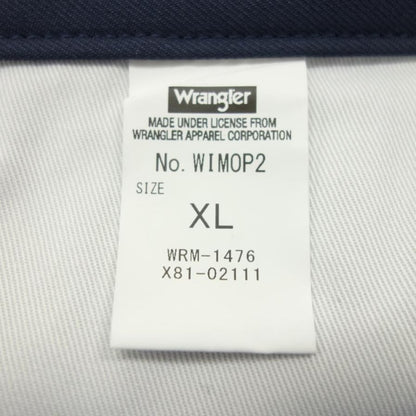 Wrangler
MADE UNDER LICENSE FROM
WRANGLER APPAREL CORPORATION
No. WIMOP2
SIZE
XL
WRM-1476
X81-02111